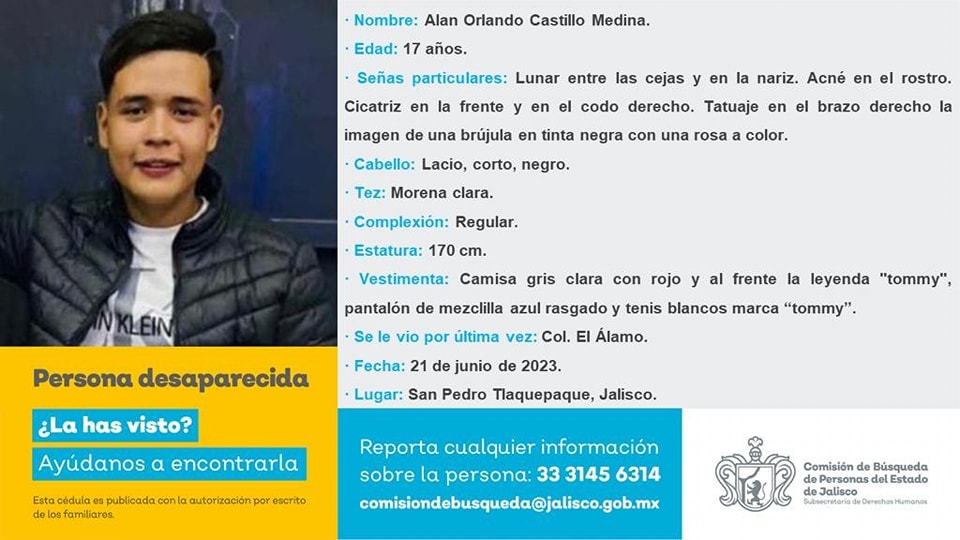 · Nombre: Alan Orlando Castillo Medina.
· Edad: 17 años.
· Señas particulares: Lunar entre las cejas y en la nariz. Acné en el rostro.
Cicatriz en la frente y en el codo derecho. Tatuaje en el brazo derecho la
imagen de una brújula en tinta negra con una rosa a color.
· Cabello: Lacio, corto, negro.
· Tez: Morena clara.
· Complexión: Regular.
· Estatura: 170 cm.
· Vestimenta: Camisa gris clara con rojo y al frente la leyenda "tommy",
pantalón de mezclilla azul rasgado y tenis blancos marca “tommy”.
· Se le vio por última vez: Col. El Álamo.
· Fecha: 21 de junio de 2023.
· Lugar: San Pedro Tlaquepaque, Jalisco.
KLEIN
Persona desaparecida
¿La has visto?
Ayúdanos a encontrarla
Esta cédula es publicada con la autorización por escrito
de los familiares.
Reporta cualquier información
sobre la persona: 33 3145 6314
comisiondebusqueda@jalisco.gob.mx
Comisión de Búsqueda
de Personas del Estado
de Jalisco
Subsecretaría de Derechos Humanos